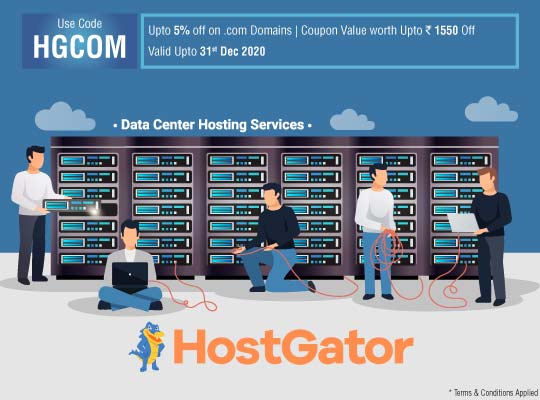 Use Code
HGCOM
Upto 5% off on .com Domains | Coupon Value worth Upto ₹ 1550 Off
Valid Upto 31st Dec 2020
• Data Center Hosting Services •
HostGator
* Terms & Conditions Applied